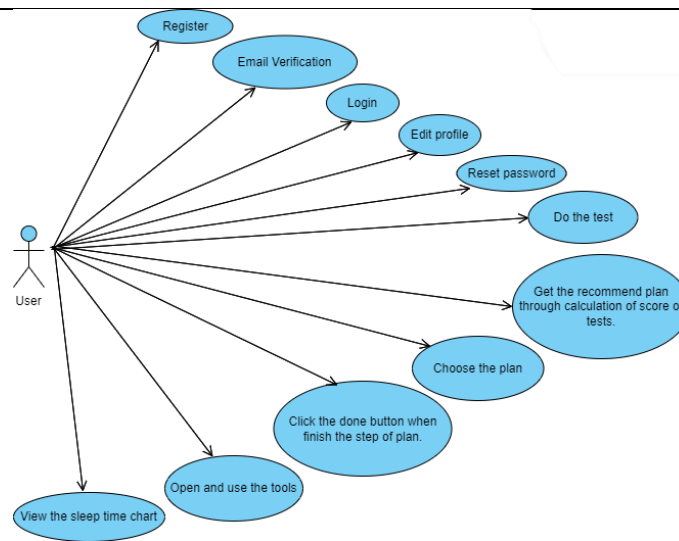 Register
Email Verification
Login
Edit profile
Reset password
Do the test
User
Get the recommend plan
through calculation of score o
tests.
Choose the plan
Click the done button when
finish the step of plan.
Open and use the tools
View the sleep time chart